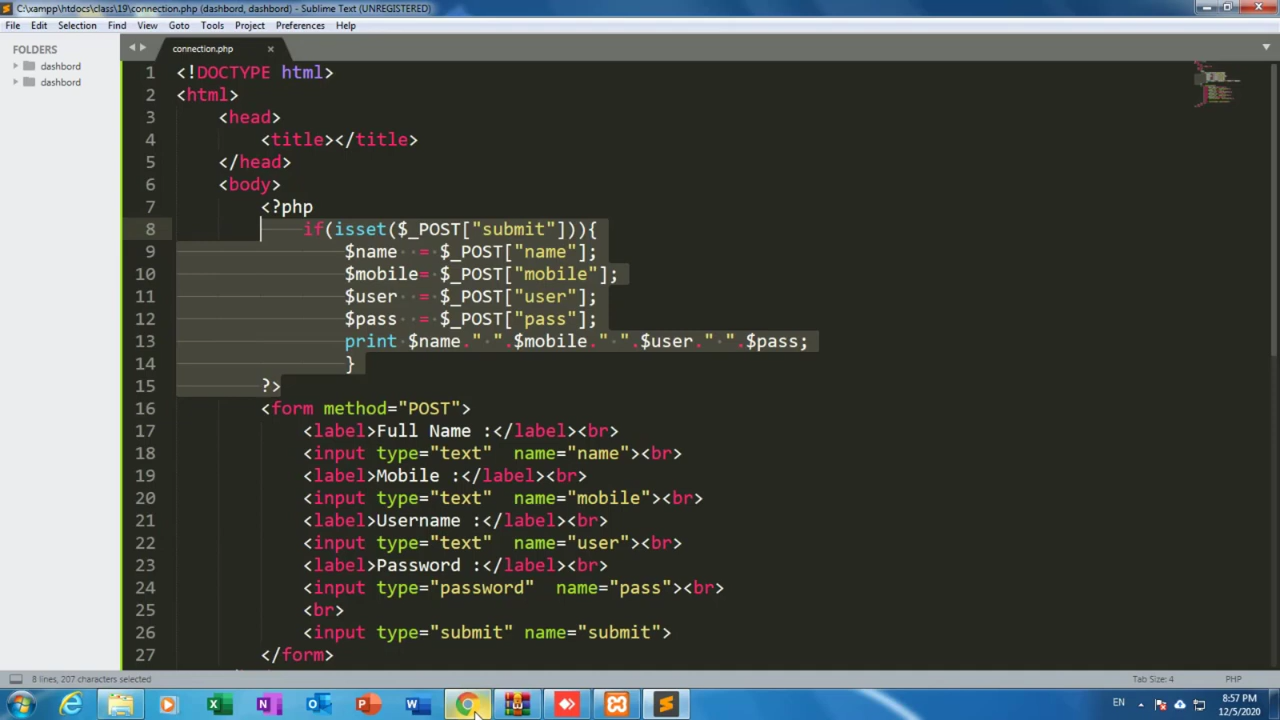 C:\xampp\htdocs\class\19\connection.php (dashbord, dashbord) - Sublime Text (UNREGISTERED)
File Edit Selection Find View Goto Tools Project Preferences Help
FOLDERS
dashbord
dashbord
connection.php
1 <!DOCTYPE html>
2 <html>
3 <head>
4 <title></title>
5 </head>
6 <body>
7 <?php
8 if(isset($_POST["submit"])){
9 $name = $_POST["name"];
10 $mobile= $_POST["mobile"];
11 $user = $_POST["user"];
12 $pass = $_POST["pass"];
13 print $name." ".$mobile." ".$user." ".$pass;
14 }
15 ?>
16 <form method="POST">
17 <label>Full Name :</label><br>
18 <input type="text"  name="name"><br>
19 <label>Mobile :</label><br>
20 <input type="text"  name="mobile"><br>
21 <label>Username :</label><br>
22 <input type="text"  name="user"><br>
23 <label>Password :</label><br>
24 <input type="password"  name="pass"><br>
25 <br>
26 <input type="submit" name="submit">
27 </form>
8 lines, 207 characters selected
Tab Size: 4
PHP
EN
8:57 PM
12/5/2020